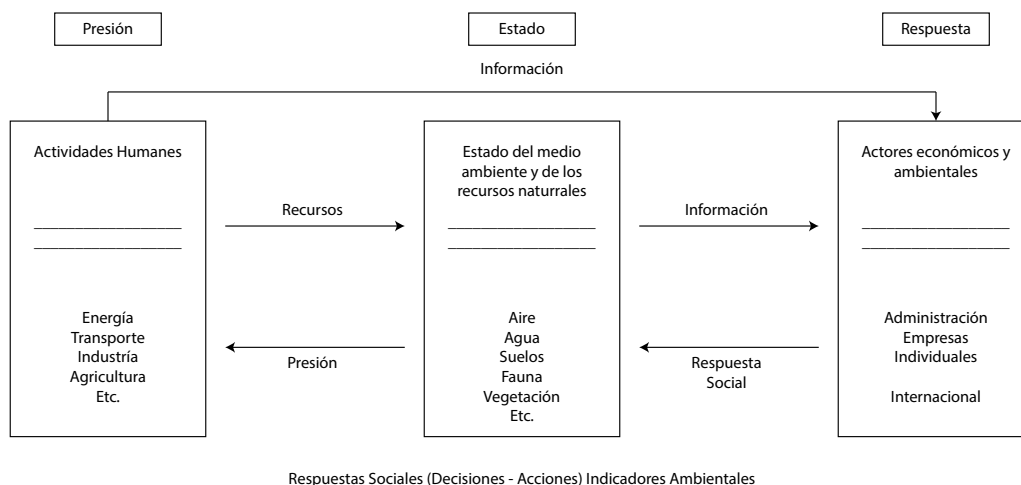 Presión
Estado
Respuesta
Información
Actividades Humanes
Energía
Transporte
Industría
Agricultura
Etc.
Recursos
Presión
Estado del medio
ambiente y de los
recursos naturrales
Aire
Agua
Suelos
Fauna
Vegetación
Etc.
Información
Respuesta
Social
Actores económicos y
ambientales
Administración
Empresas
Individuales
Internacional
Respuestas Sociales (Decisiones - Acciones) Indicadores Ambientales